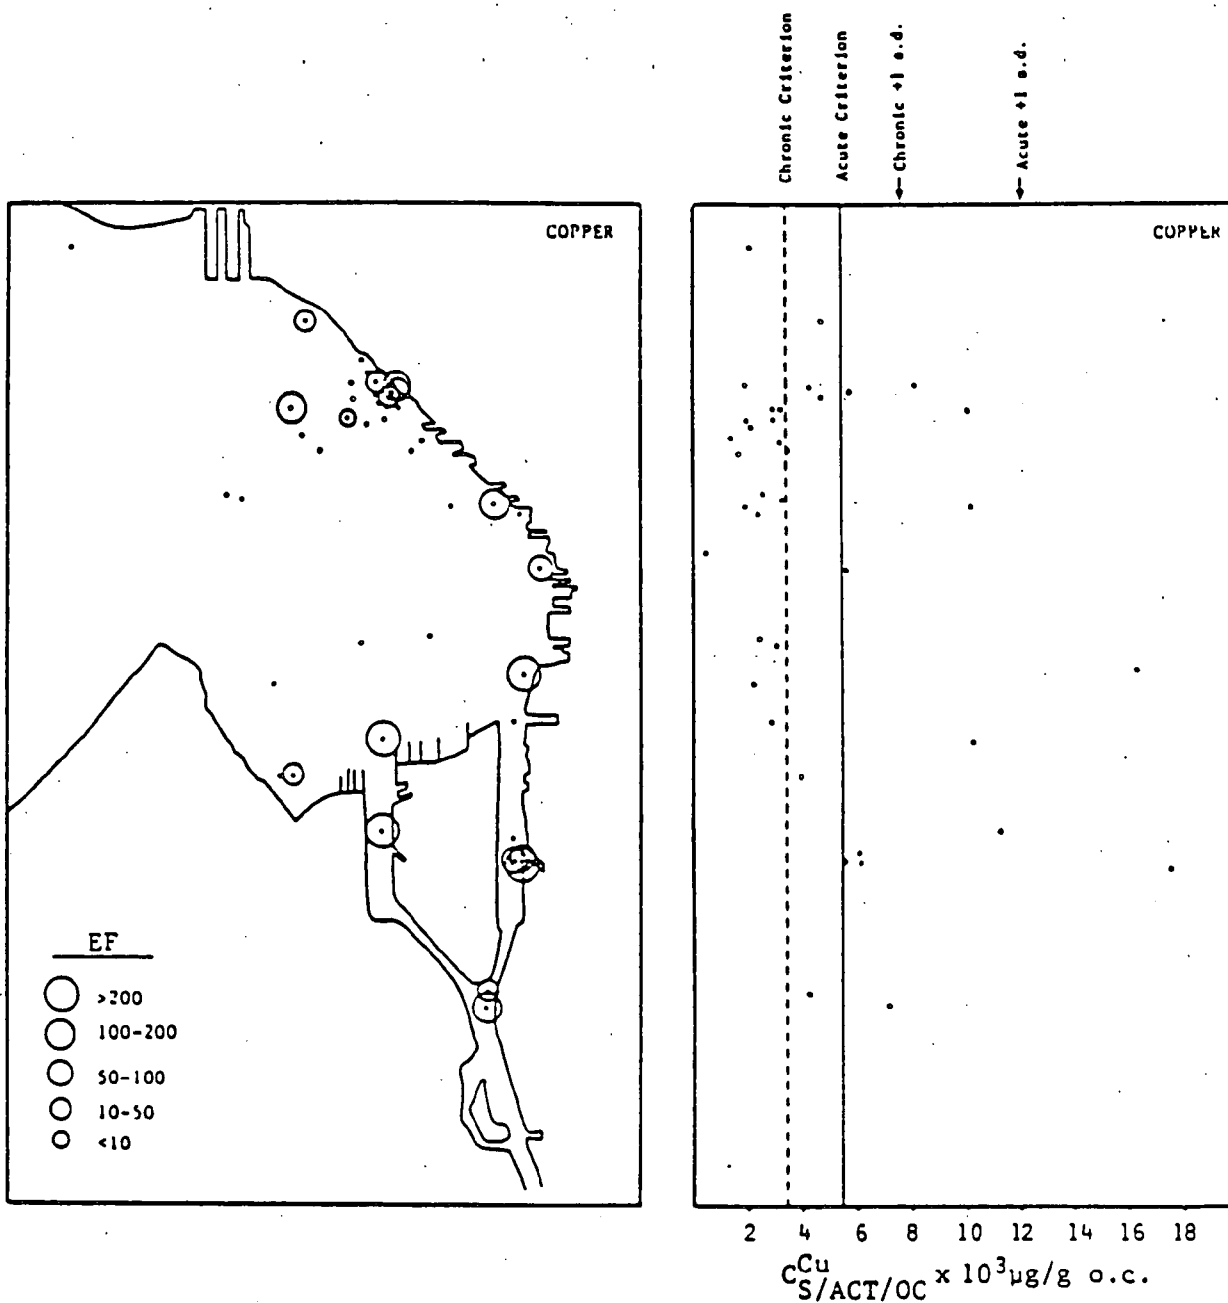 Chronic Criterion
Acute Criterion
Chronic +1 s.d.
Acute +1 s.d.
COPPER
COPPER
EF
>200
100-200
50-100
10-50
<10
2 4 6 8 10 12 14 16 18
C Cu S/ACT/OC x 10³µg/g o.c.